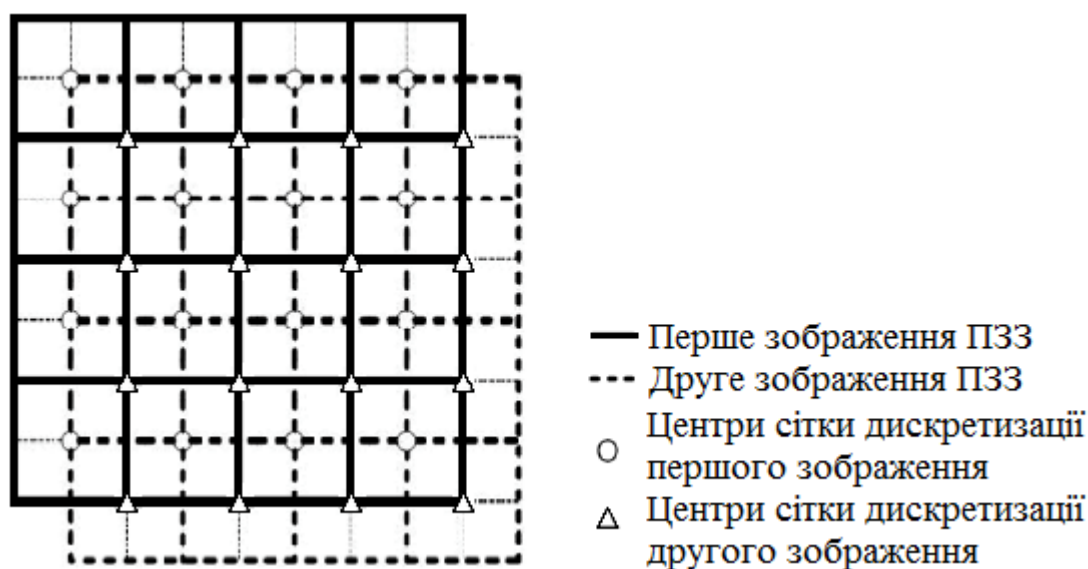 Перше зображення ПЗЗ
Друге зображення ПЗЗ
Центри сітки дискретизації
першого зображення
Центри сітки дискретизації
другого зображення